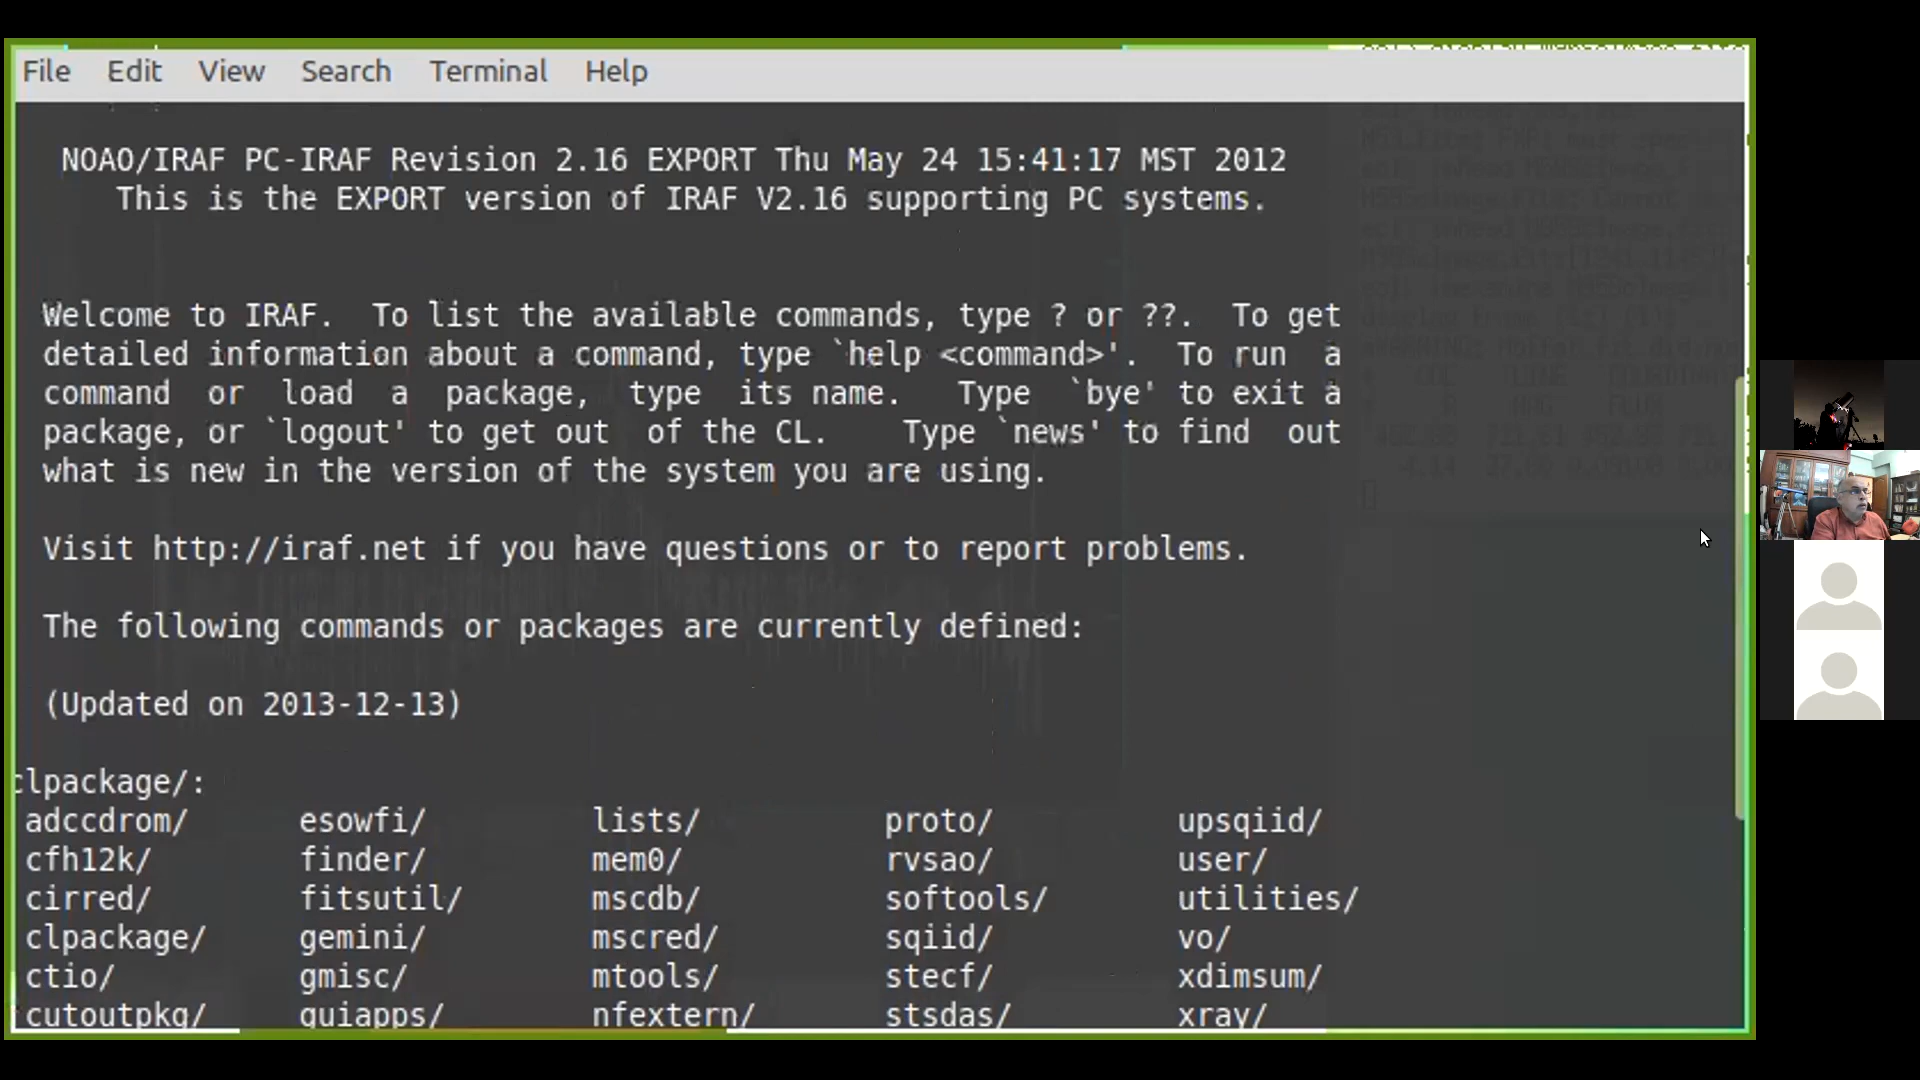 File Edit View Search Terminal Help
NOAO/IRAF PC-IRAF Revision 2.16 EXPORT Thu May 24 15:41:17 MST 2012
This is the EXPORT version of IRAF V2.16 supporting PC systems.
Welcome to IRAF. To list the available commands, type ? or ??. To get
detailed information about a command, type `help <command>'. To run a
command or load a package, type its name. Type `bye' to exit a
package, or `logout' to get out of the CL. Type `news' to find out
what is new in the version of the system you are using.
Visit http://iraf.net if you have questions or to report problems.
The following commands or packages are currently defined:
(Updated on 2013-12-13)
clpackage/:
adccdrom/ esowfi/ lists/ proto/ upsqiid/
cfh12k/ finder/ mem0/ rvsao/ user/
cirred/ fitsutil/ mscdb/ softools/ utilities/
clpackage/ gemini/ mscred/ sqiid/ vo/
ctio/ gmisc/ mtools/ stecf/ xdimsum/
cutoutpkg/ guiapps/ nfextern/ stsdas/ xray/